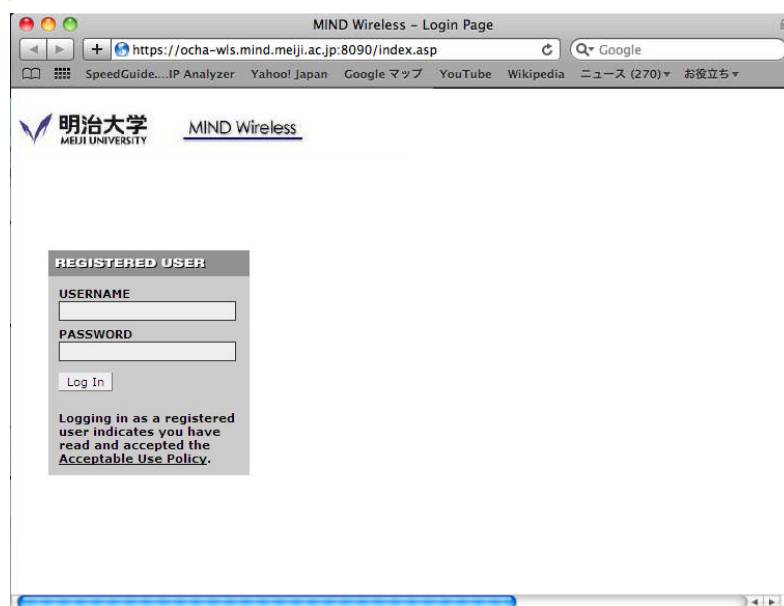 MIND Wireless – Login Page
https://ocha-wls.mind.meiji.ac.jp:8090/index.asp
Google
SpeedGuide....IP Analyzer Yahoo! Japan Google マップ YouTube Wikipedia ニュース (270)▾ お役立ち▾
明治大学
MEIJI UNIVERSITY
MIND Wireless
REGISTERED USER
USERNAME
PASSWORD
Log In
Logging in as a registered
user indicates you have
read and accepted the
Acceptable Use Policy.